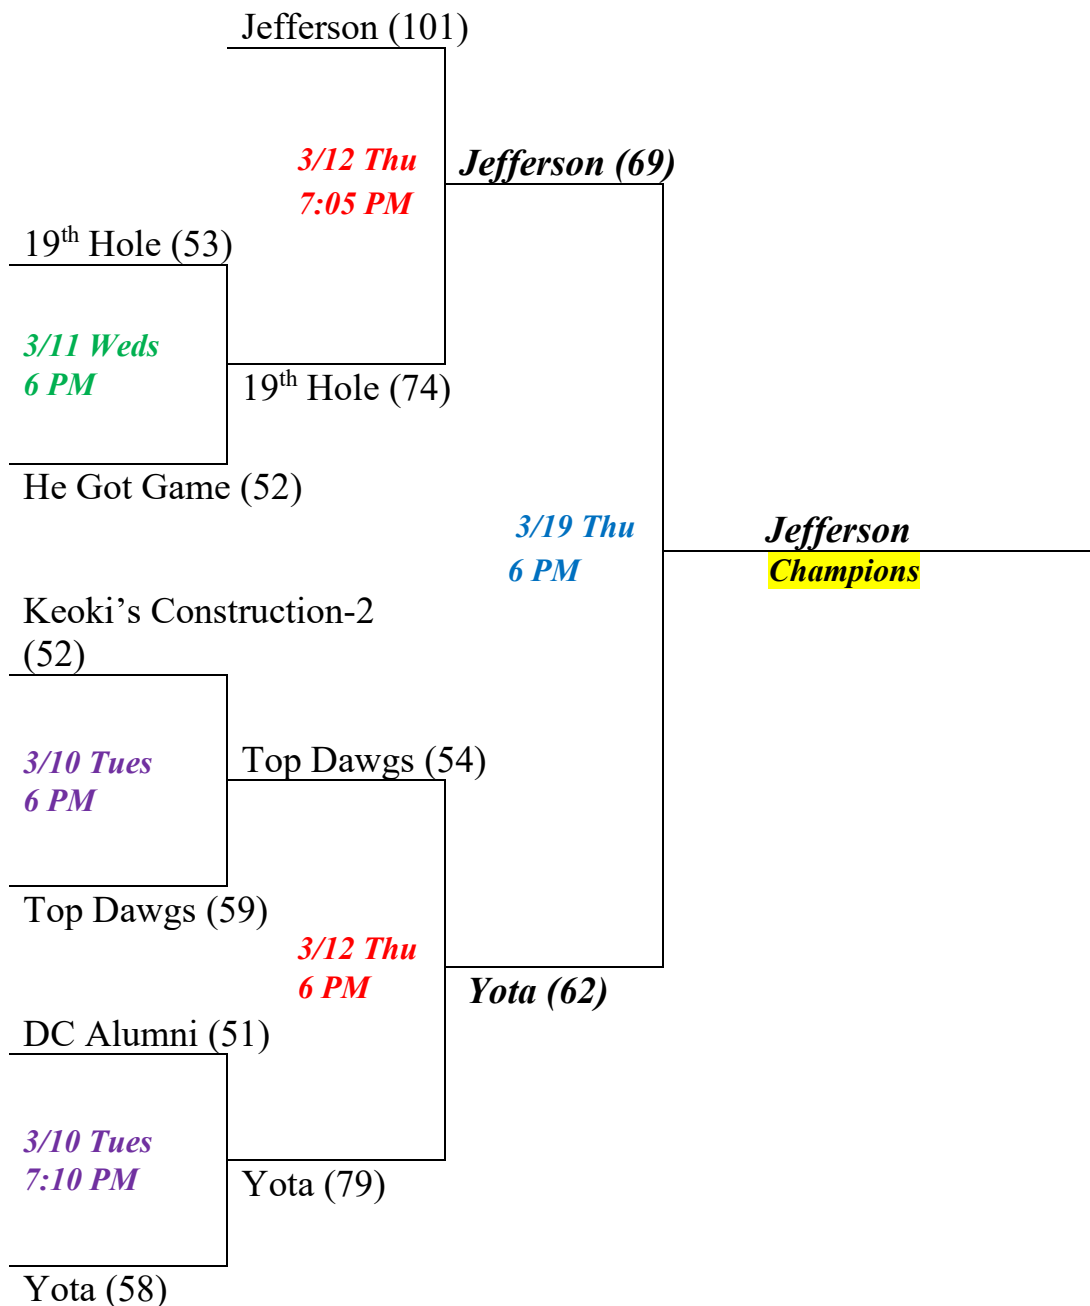 Jefferson (101)
3/12 Thu
7:05 PM
Jefferson (69)
19th Hole (53)
3/11 Weds
6 PM
19th Hole (74)
He Got Game (52)
3/19 Thu
6 PM
Jefferson
Champions
Keoki’s Construction-2
(52)
3/10 Tues
6 PM
Top Dawgs (54)
Top Dawgs (59)
3/12 Thu
6 PM
Yota (62)
DC Alumni (51)
3/10 Tues
7:10 PM
Yota (79)
Yota (58)